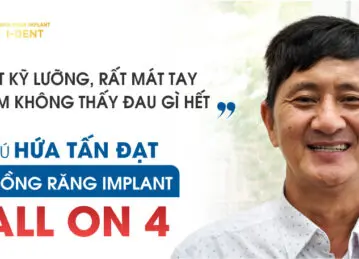 I-DENT
T KỸ LƯỠNG, RẤT MÁT TAY
M KHÔNG THẤY ĐAU GÌ HẾT ”
Ú HỨA TẤN ĐẠT
ỒNG RĂNG IMPLANT
ALL ON 4